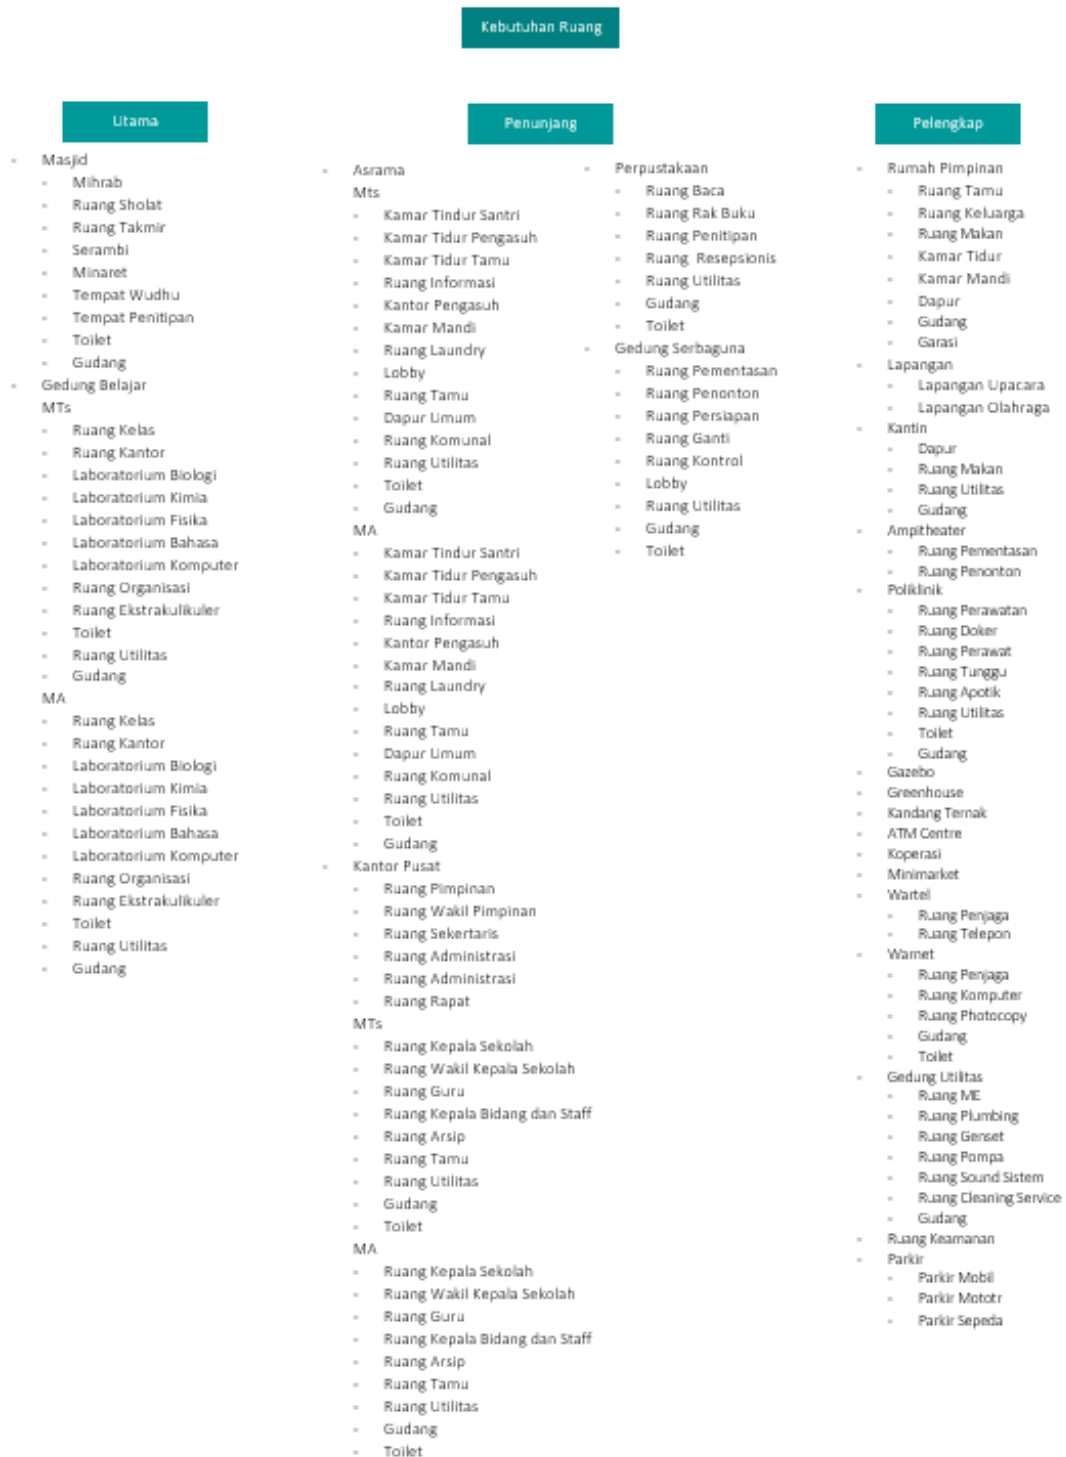 Kebutuhan Ruang
Utama
- Masjid
- Mihrab
- Ruang Sholat
- Ruang Takmir
- Serambi
- Minaret
- Tempat Wudhu
- Tempat Penitipan
- Toilet
- Gudang
- Gedung Belajar
MTs
- Ruang Kelas
- Ruang Kantor
- Laboratorium Biologi
- Laboratorium Kimia
- Laboratorium Fisika
- Laboratorium Bahasa
- Laboratorium Komputer
- Ruang Organisasi
- Ruang Ekstrakulikuler
- Toilet
- Ruang Utilitas
- Gudang
MA
- Ruang Kelas
- Ruang Kantor
- Laboratorium Biologi
- Laboratorium Kimia
- Laboratorium Fisika
- Laboratorium Bahasa
- Laboratorium Komputer
- Ruang Organisasi
- Ruang Ekstrakulikuler
- Toilet
- Ruang Utilitas
- Gudang
Penunjang
- Asrama
Mts
- Kamar Tindur Santri
- Kamar Tidur Pengasuh
- Kamar Tidur Tamu
- Ruang Informasi
- Kantor Pengasuh
- Kamar Mandi
- Ruang Laundry
- Lobby
- Ruang Tamu
- Dapur Umum
- Ruang Komunal
- Ruang Utilitas
- Toilet
- Gudang
MA
- Kamar Tindur Santri
- Kamar Tidur Pengasuh
- Kamar Tidur Tamu
- Ruang Informasi
- Kantor Pengasuh
- Kamar Mandi
- Ruang Laundry
- Lobby
- Ruang Tamu
- Dapur Umum
- Ruang Komunal
- Ruang Utilitas
- Toilet
- Gudang
- Kantor Pusat
- Ruang Pimpinan
- Ruang Wakil Pimpinan
- Ruang Sekertaris
- Ruang Administrasi
- Ruang Administrasi
- Ruang Rapat
MTs
- Ruang Kepala Sekolah
- Ruang Wakil Kepala Sekolah
- Ruang Guru
- Ruang Kepala Bidang dan Staff
- Ruang Arsip
- Ruang Tamu
- Ruang Utilitas
- Gudang
- Toilet
MA
- Ruang Kepala Sekolah
- Ruang Wakil Kepala Sekolah
- Ruang Guru
- Ruang Kepala Bidang dan Staff
- Ruang Arsip
- Ruang Tamu
- Ruang Utilitas
- Gudang
- Toilet
- Perpustakaan
- Ruang Baca
- Ruang Rak Buku
- Ruang Penitipan
- Ruang Resepsionis
- Ruang Utilitas
- Gudang
- Toilet
- Gedung Serbaguna
- Ruang Pementasan
- Ruang Penonton
- Ruang Persiapan
- Ruang Ganti
- Ruang Kontrol
- Lobby
- Ruang Utilitas
- Gudang
- Toilet
Pelengkap
- Rumah Pimpinan
- Ruang Tamu
- Ruang Keluarga
- Ruang Makan
- Kamar Tidur
- Kamar Mandi
- Dapur
- Gudang
- Garasi
- Lapangan
- Lapangan Upacara
- Lapangan Olahraga
- Kantin
- Dapur
- Ruang Makan
- Ruang Utilitas
- Gudang
- Ampitheater
- Ruang Pementasan
- Ruang Penonton
- Poliklinik
- Ruang Perawatan
- Ruang Doker
- Ruang Perawat
- Ruang Tunggu
- Ruang Apotik
- Ruang Utilitas
- Toilet
- Gudang
- Gazebo
- Greenhouse
- Kandang Ternak
- ATM Centre
- Koperasi
- Minimarket
- Wartel
- Ruang Penjaga
- Ruang Telepon
- Warnet
- Ruang Penjaga
- Ruang Komputer
- Ruang Photocopy
- Gudang
- Toilet
- Gedung Utilitas
- Ruang ME
- Ruang Plumbing
- Ruang Genset
- Ruang Pompa
- Ruang Sound Sistem
- Ruang Cleaning Service
- Gudang
- Ruang Keamanan
- Parkir
- Parkir Mobil
- Parkir Mototr
- Parkir Sepeda